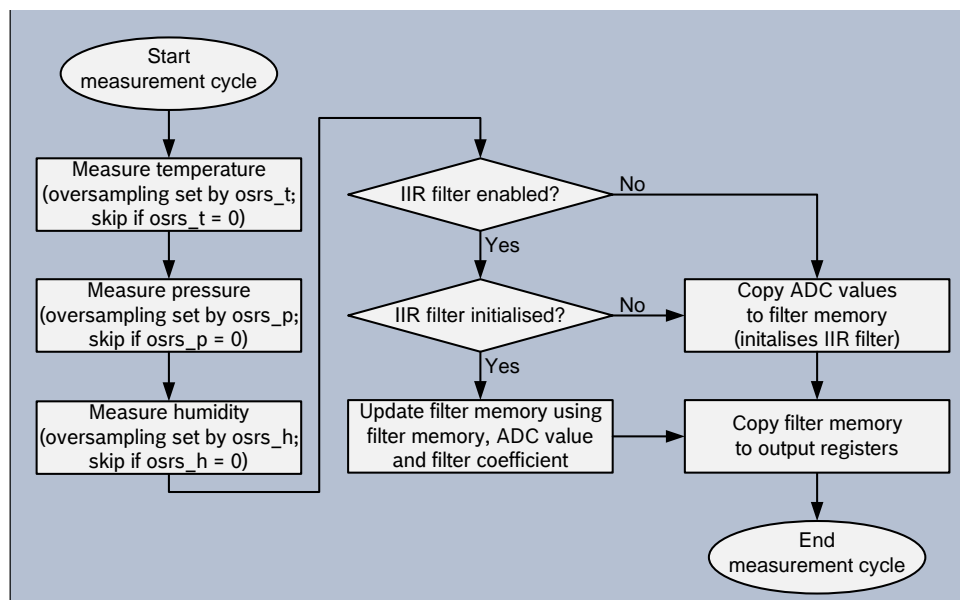 Start
measurement cycle
Measure temperature
(oversampling set by osrs_t;
skip if osrs_t = 0)
Measure pressure
(oversampling set by osrs_p;
skip if osrs_p = 0)
Measure humidity
(oversampling set by osrs_h;
skip if osrs_h = 0)
IIR filter enabled?
No
Yes
IIR filter initialised?
No
Yes
Update filter memory using
filter memory, ADC value
and filter coefficient
Copy ADC values
to filter memory
(initalises IIR filter)
Copy filter memory
to output registers
End
measurement cycle